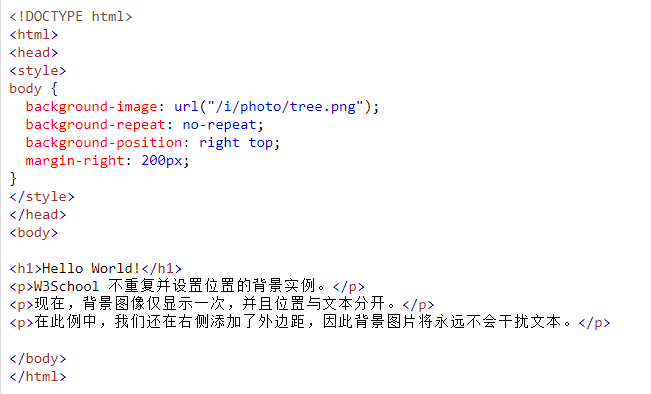 <!DOCTYPE html>
<html>
<head>
<style>
body {
  background-image: url("/i/photo/tree.png");
  background-repeat: no-repeat;
  background-position: right top;
  margin-right: 200px;
}
</style>
</head>
<body>

<h1>Hello World!</h1>
<p>W3School 不重复并设置位置的背景实例。</p>
<p>现在，背景图像仅显示一次，并且位置与文本分开。</p>
<p>在此例中，我们还在右侧添加了外边距，因此背景图片将永远不会干扰文本。</p>

</body>
</html>